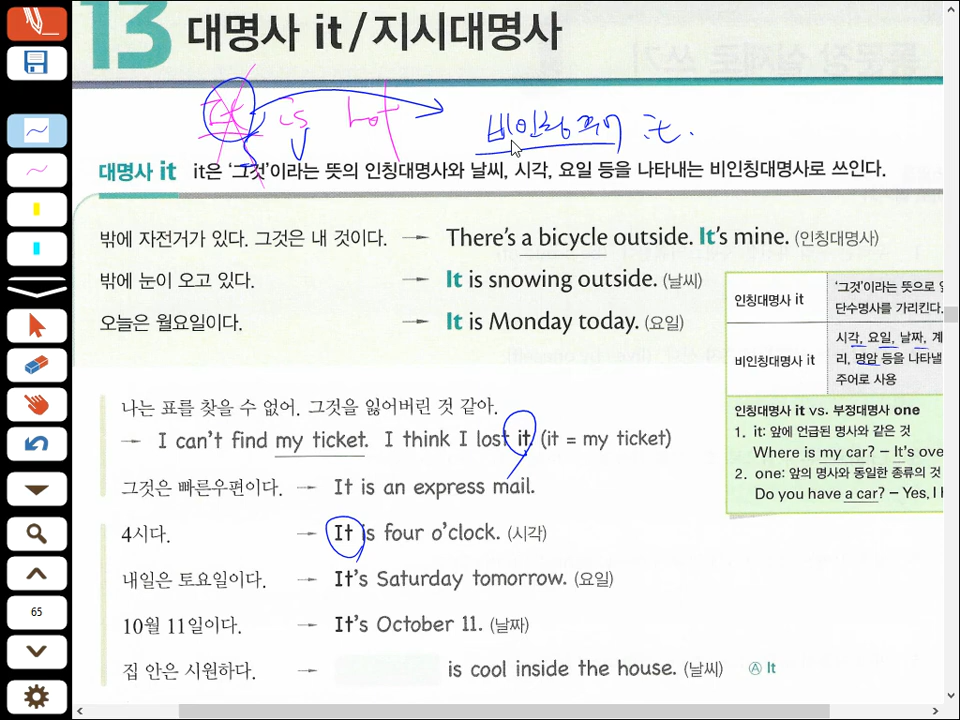 13 대명사 it / 지시대명사
It is hot
비인칭주어 it.
대명사 it it은 '그것'이라는 뜻의 인칭대명사와 날씨, 시각, 요일 등을 나타내는 비인칭대명사로 쓰인다.
밖에 자전거가 있다. 그것은 내 것이다. → There's a bicycle outside. It's mine. (인칭대명사)
밖에 눈이 오고 있다. → It is snowing outside. (날씨)
오늘은 월요일이다. → It is Monday today. (요일)
인칭대명사 it '그것'이라는 뜻으로
단수명사를 가리킨다.
비인칭대명사 it 시각, 요일, 날짜, 계
리, 명암 등을 나타낼
주어로 사용
인칭대명사 it vs. 부정대명사 one
1. it: 앞에 언급된 명사와 같은 것
Where is my car? – It's ove
2. one: 앞의 명사와 동일한 종류의 것
Do you have a car? – Yes, I
나는 표를 찾을 수 없어. 그것을 잃어버린 것 같아.
→ I can't find my ticket. I think I lost it. (it = my ticket)
그것은 빠른우편이다. → It is an express mail.
4시다. → It is four o'clock. (시각)
내일은 토요일이다. → It's Saturday tomorrow. (요일)
10월 11일이다. → It's October 11. (날짜)
집 안은 시원하다. → is cool inside the house. (날씨) Ⓐ It
65